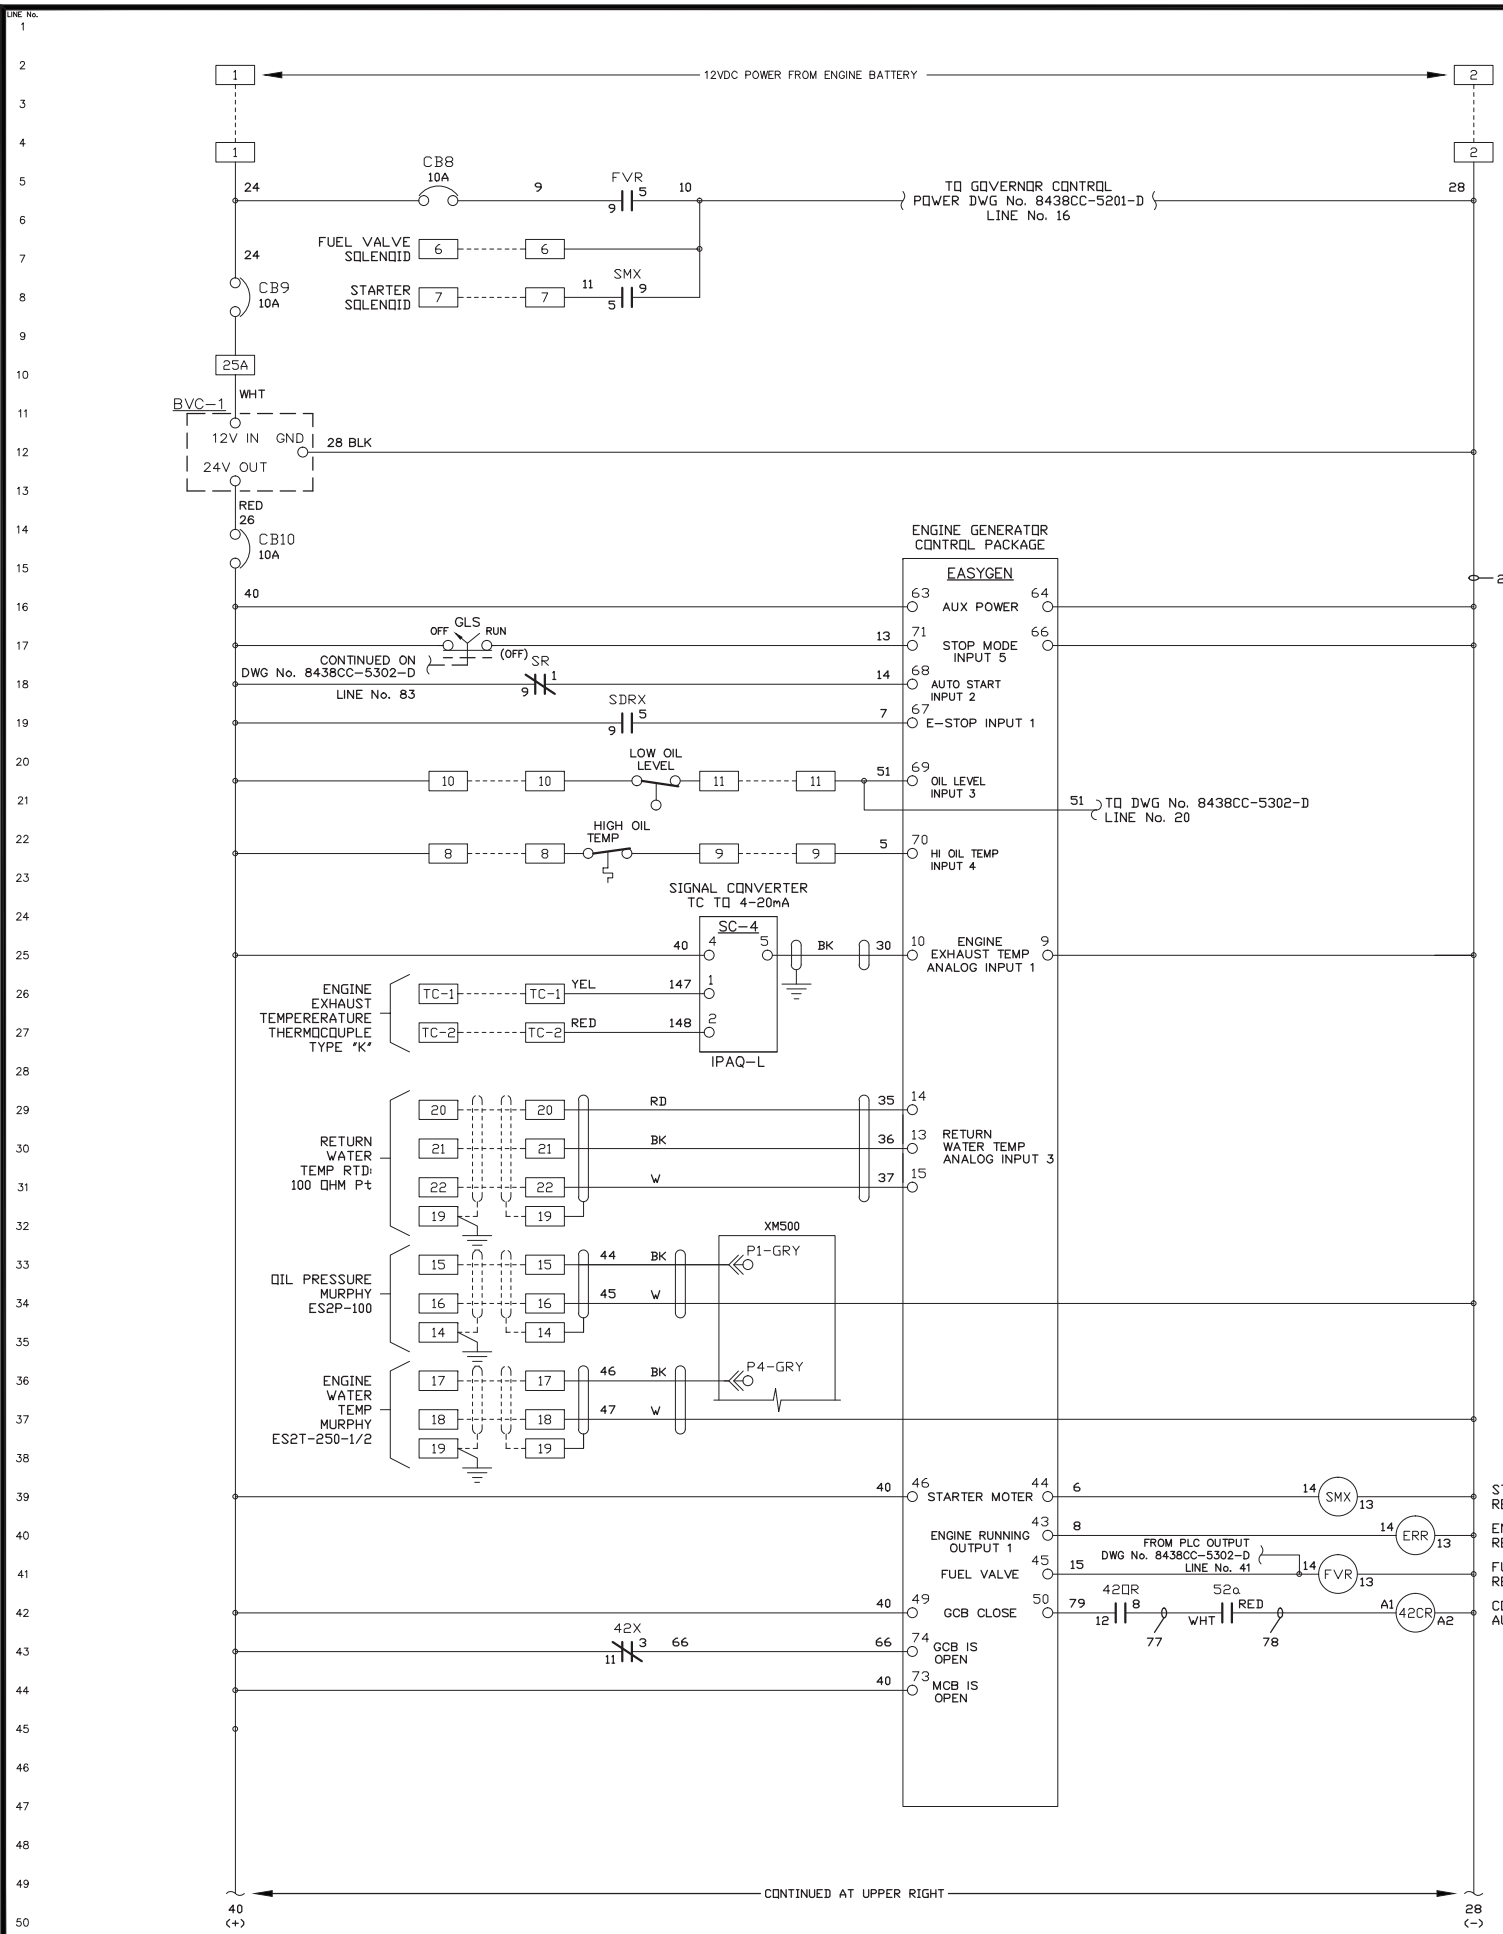 LINE No.
1
2
1
12VDC POWER FROM ENGINE BATTERY
2
3
4
1
2
5
24
CB8
10A
9
FVR
5
9
10
TO GOVERNOR CONTROL
POWER DWG No. 8438CC-5201-D
LINE No. 16
28
6
FUEL VALVE
SOLENOID
6
6
7
24
8
CB9
10A
STARTER
SOLENOID
7
7
11
SMX
9
5
9
10
25A
WHT
11
BVC-1
12V IN
GND
28 BLK
12
24V OUT
13
RED
26
14
CB10
10A
ENGINE GENERATOR
CONTROL PACKAGE
15
EASYGEN
16
40
63
AUX POWER
64
17
OFF
GLS
RUN
(OFF)
13
71
STOP MODE
INPUT 5
66
CONTINUED ON
DWG No. 8438CC-5302-D
LINE No. 83
18
SR
1
9
14
68
AUTO START
INPUT 2
19
SDRX
5
9
7
67
E-STOP INPUT 1
20
LOW OIL
LEVEL
10
10
11
11
51
69
OIL LEVEL
INPUT 3
21
51
TO DWG No. 8438CC-5302-D
LINE No. 20
22
HIGH OIL
TEMP
8
8
9
9
5
70
HI OIL TEMP
INPUT 4
23
SIGNAL CONVERTER
TC TO 4-20mA
24
SC-4
25
40
4
5
BK
30
10
ENGINE
EXHAUST TEMP
ANALOG INPUT 1
9
26
ENGINE
EXHAUST
TEMPERERATURE
THERMOCOUPLE
TYPE "K"
TC-1
TC-1
YEL
147
1
27
TC-2
TC-2
RED
148
2
IPAQ-L
28
29
20
20
RD
35
14
30
RETURN
WATER
TEMP RTD:
100 OHM Pt
21
21
BK
36
13
RETURN
WATER TEMP
ANALOG INPUT 3
31
22
22
W
37
15
32
19
19
XM500
33
OIL PRESSURE
MURPHY
ES2P-100
15
15
44
BK
P1-GRY
34
16
16
45
W
35
14
14
36
ENGINE
WATER
TEMP
MURPHY
ES2T-250-1/2
17
17
46
BK
P4-GRY
37
18
18
47
W
38
19
19
39
40
46
STARTER MOTER
44
6
14
SMX
13
40
ENGINE RUNNING
OUTPUT 1
43
8
14
ERR
13
FROM PLC OUTPUT
DWG No. 8438CC-5302-D
LINE No. 41
41
FUEL VALVE
45
15
14
FVR
13
42
40
49
GCB CLOSE
50
79
42QR
8
12
77
WHT
52a
RED
78
A1
42CR
A2
43
42X
3
11
66
66
74
GCB IS
OPEN
44
40
73
MCB IS
OPEN
45
46
47
48
49
CONTINUED AT UPPER RIGHT
50
40
(+)
28
(-)